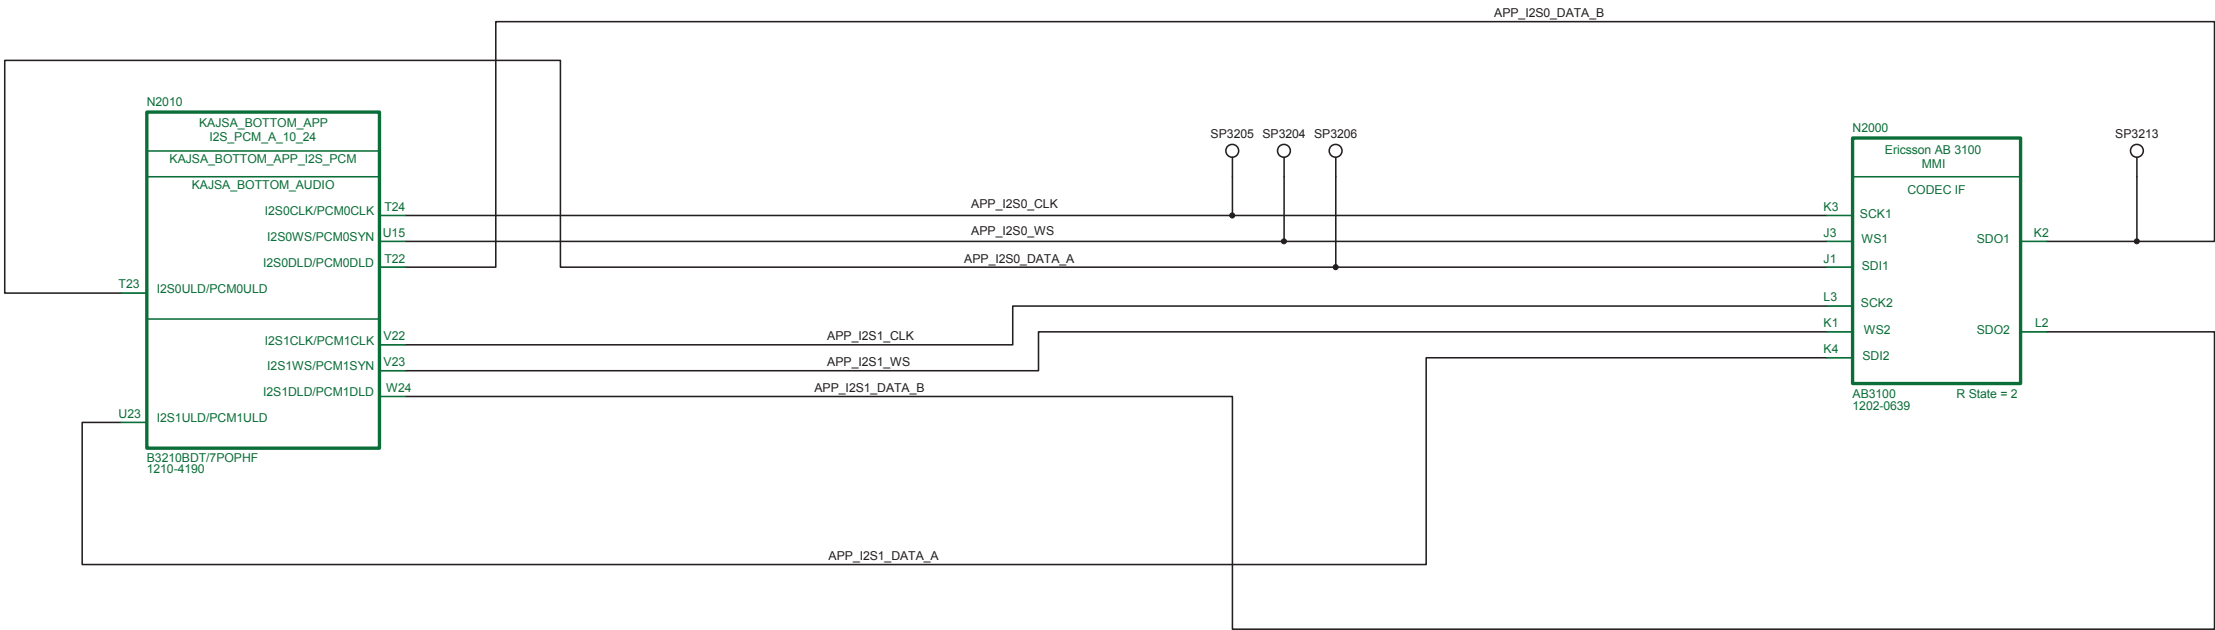 APP_I2S0_DATA_B
N2010
KAJSA_BOTTOM_APP
I2S_PCM_A_10_24
KAJSA_BOTTOM_APP_I2S_PCM
KAJSA_BOTTOM_AUDIO
I2S0CLK/PCM0CLK T24
I2S0WS/PCM0SYN U15
I2S0DLD/PCM0DLD T22
T23 I2S0ULD/PCM0ULD
I2S1CLK/PCM1CLK V22
I2S1WS/PCM1SYN V23
I2S1DLD/PCM1DLD W24
U23 I2S1ULD/PCM1ULD
B3210BDT/7POPHF
1210-4190
SP3205 SP3204 SP3206
APP_I2S0_CLK
APP_I2S0_WS
APP_I2S0_DATA_A
APP_I2S1_CLK
APP_I2S1_WS
APP_I2S1_DATA_B
APP_I2S1_DATA_A
N2000
Ericsson AB 3100
MMI
CODEC IF
K3 SCK1
J3 WS1 SDO1 K2
J1 SDI1
L3 SCK2
K1 WS2 SDO2 L2
K4 SDI2
AB3100 R State = 2
1202-0639
SP3213